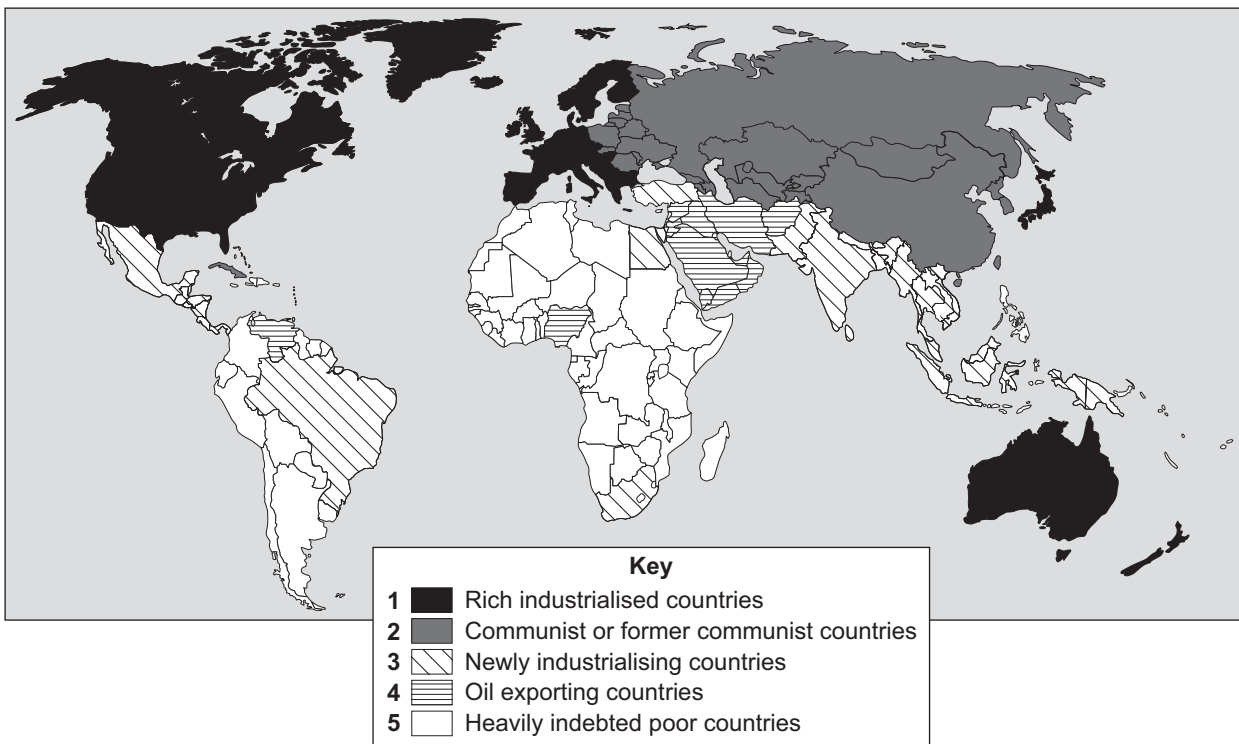 Key
1 Rich industrialised countries
2 Communist or former communist countries
3 Newly industrialising countries
4 Oil exporting countries
5 Heavily indebted poor countries